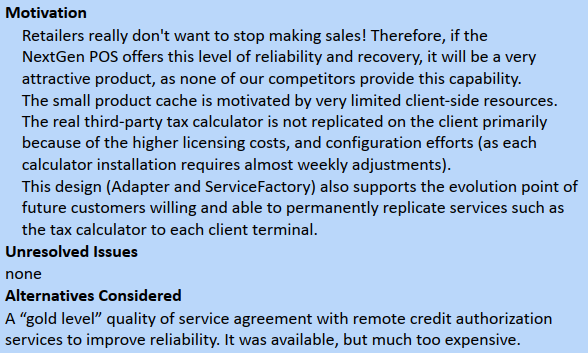 Motivation
Retailers really don't want to stop making sales! Therefore, if the
NextGen POS offers this level of reliability and recovery, it will be a very
attractive product, as none of our competitors provide this capability.
The small product cache is motivated by very limited client-side resources.
The real third-party tax calculator is not replicated on the client primarily
because of the higher licensing costs, and configuration efforts (as each
calculator installation requires almost weekly adjustments).
This design (Adapter and ServiceFactory) also supports the evolution point of
future customers willing and able to permanently replicate services such as
the tax calculator to each client terminal.
Unresolved Issues
none
Alternatives Considered
A “gold level” quality of service agreement with remote credit authorization
services to improve reliability. It was available, but much too expensive.